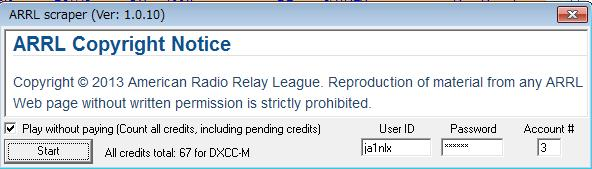 ARRL scraper (Ver: 1.0.10)
ARRL Copyright Notice
Copyright © 2013 American Radio Relay League. Reproduction of material from any ARRL
Web page without written permission is strictly prohibited.
Play without paying (Count all credits, including pending credits)
User ID Password Account #
Start All credits total: 67 for DXCC-M ja1nlx ****** 3